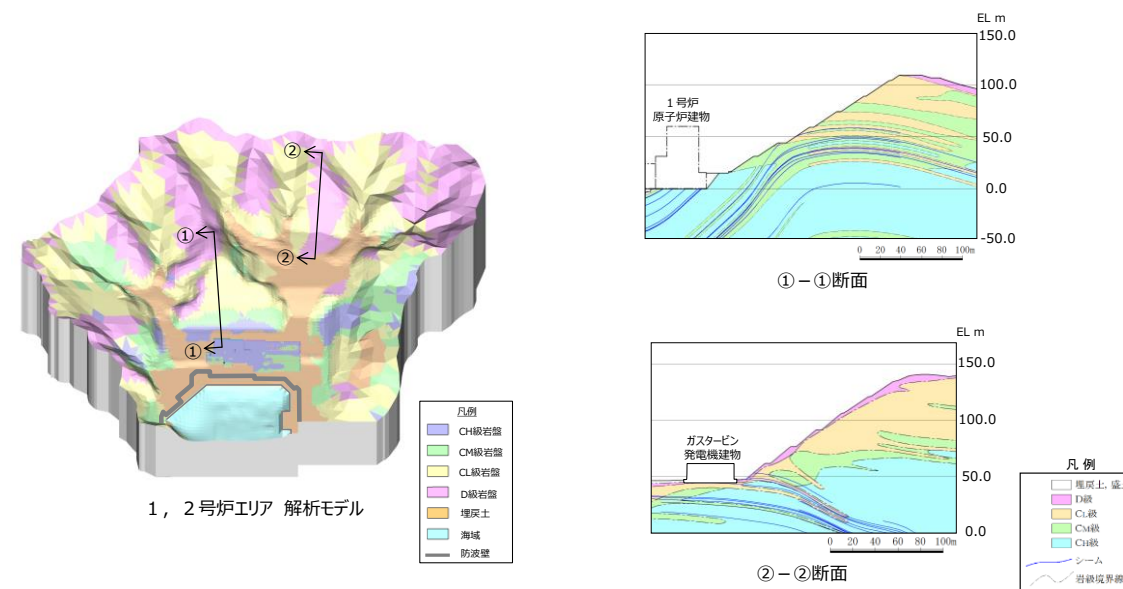 ②
①
②
①
凡例
CH級岩盤
CM級岩盤
CL級岩盤
D級岩盤
埋戻土
海域
防波壁
1，２号炉エリア 解析モデル
EL m
150.0
100.0
50.0
0.0
-50.0
１号炉
原子炉建物
0 20 40 60 80 100m
①－①断面
EL m
150.0
100.0
50.0
0.0
ガスタービン
発電機建物
0 20 40 60 80 100m
②－②断面
凡 例
埋戻土，盛
D級
CL級
CM級
CH級
シーム
岩級境界線